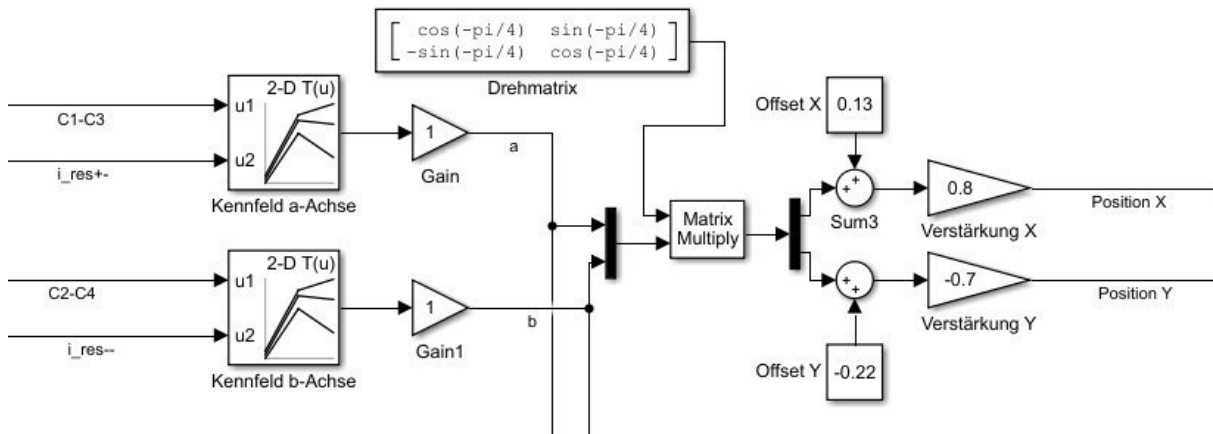 cos(-pi/4) sin(-pi/4)
-sin(-pi/4) cos(-pi/4)
Drehmatrix
2-D T(u)
u1
u2
C1-C3
i_res+-
Kennfeld a-Achse
1
Gain
a
Offset X
0.13
Sum3
0.8
Verstärkung X
Position X
Matrix
Multiply
2-D T(u)
u1
u2
C2-C4
i_res--
Kennfeld b-Achse
1
Gain1
b
-0.7
Verstärkung Y
Position Y
Offset Y
-0.22